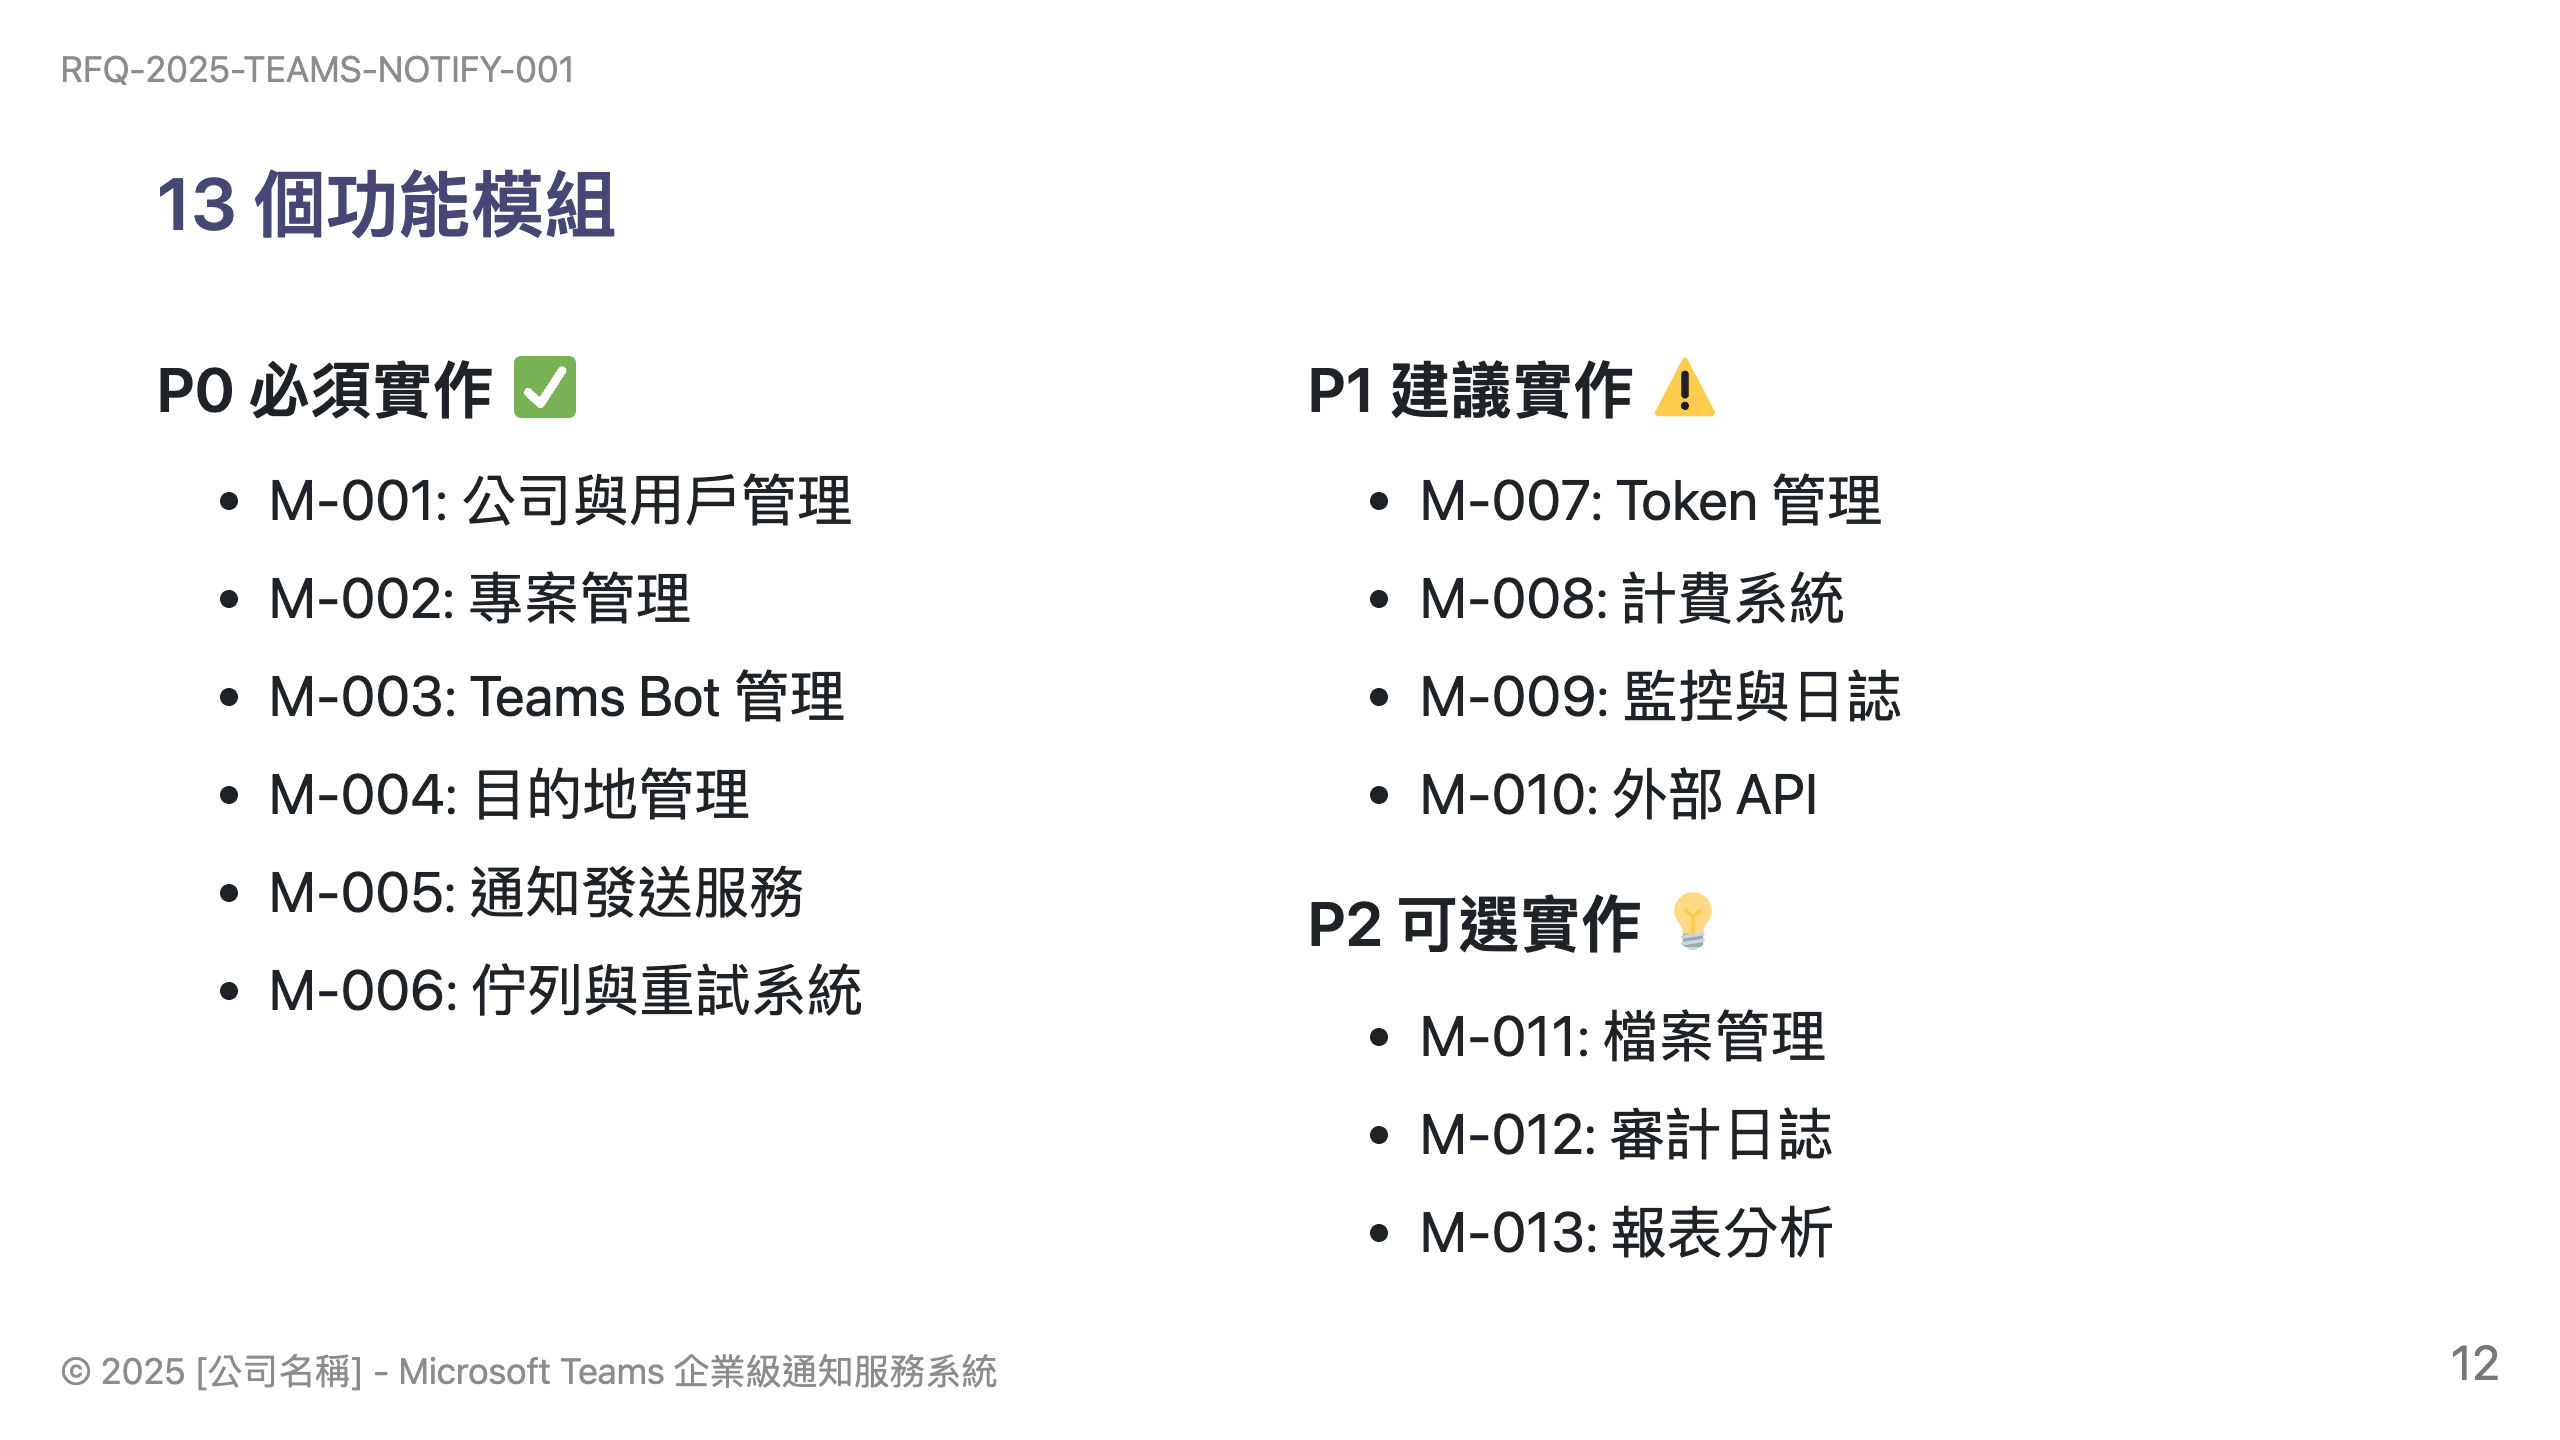 RFQ-2025-TEAMS-NOTIFY-001
13 個功能模組
P0 必須實作 ✅
• M-001: 公司與用戶管理
• M-002: 專案管理
• M-003: Teams Bot 管理
• M-004: 目的地管理
• M-005: 通知發送服務
• M-006: 佇列與重試系統
P1 建議實作 ⚠️
• M-007: Token 管理
• M-008: 計費系統
• M-009: 監控與日誌
• M-010: 外部 API
P2 可選實作 💡
• M-011: 檔案管理
• M-012: 審計日誌
• M-013: 報表分析
© 2025 [公司名稱] - Microsoft Teams 企業級通知服務系統
12